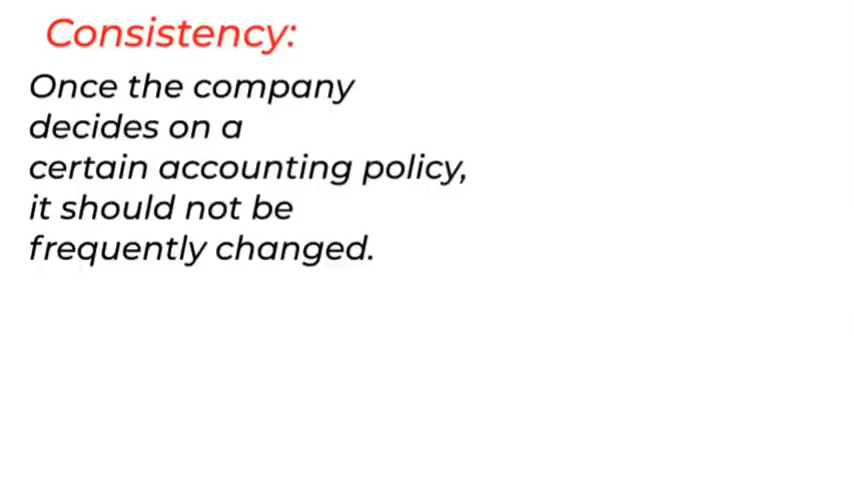 Consistency:
Once the company
decides on a
certain accounting policy,
it should not be
frequently changed.